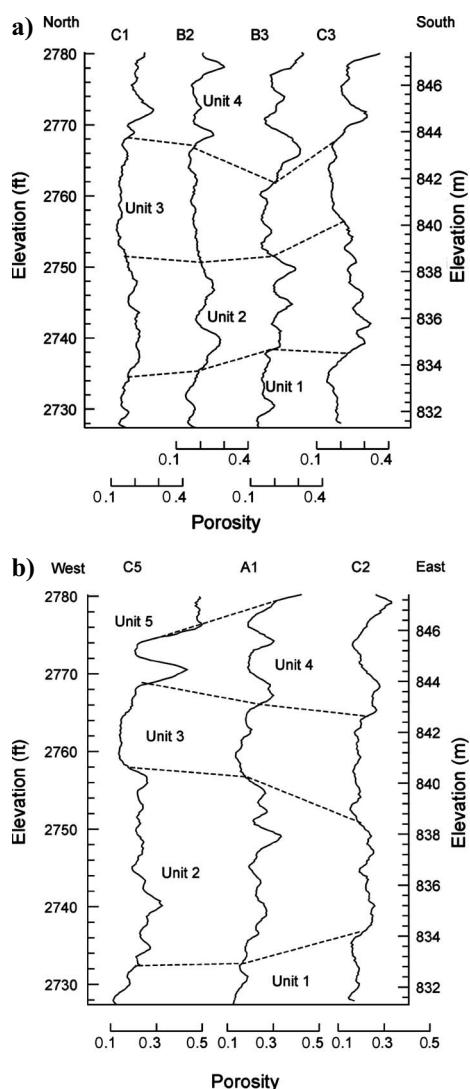 a) North C1 B2 B3 C3 South
2780
2770
2760
2750
2740
2730
Elevation (ft)
Unit 4
Unit 3
Unit 2
Unit 1
846
844
842
840
838
836
834
832
Elevation (m)
0.1 0.4 0.1 0.4
0.1 0.4 0.1 0.4
Porosity
b) West C5 A1 C2 East
2780
2770
2760
2750
2740
2730
Elevation (ft)
Unit 5
Unit 4
Unit 3
Unit 2
Unit 1
846
844
842
840
838
836
834
832
Elevation (m)
0.1 0.3 0.5 0.1 0.3 0.5
0.1 0.3 0.5
Porosity